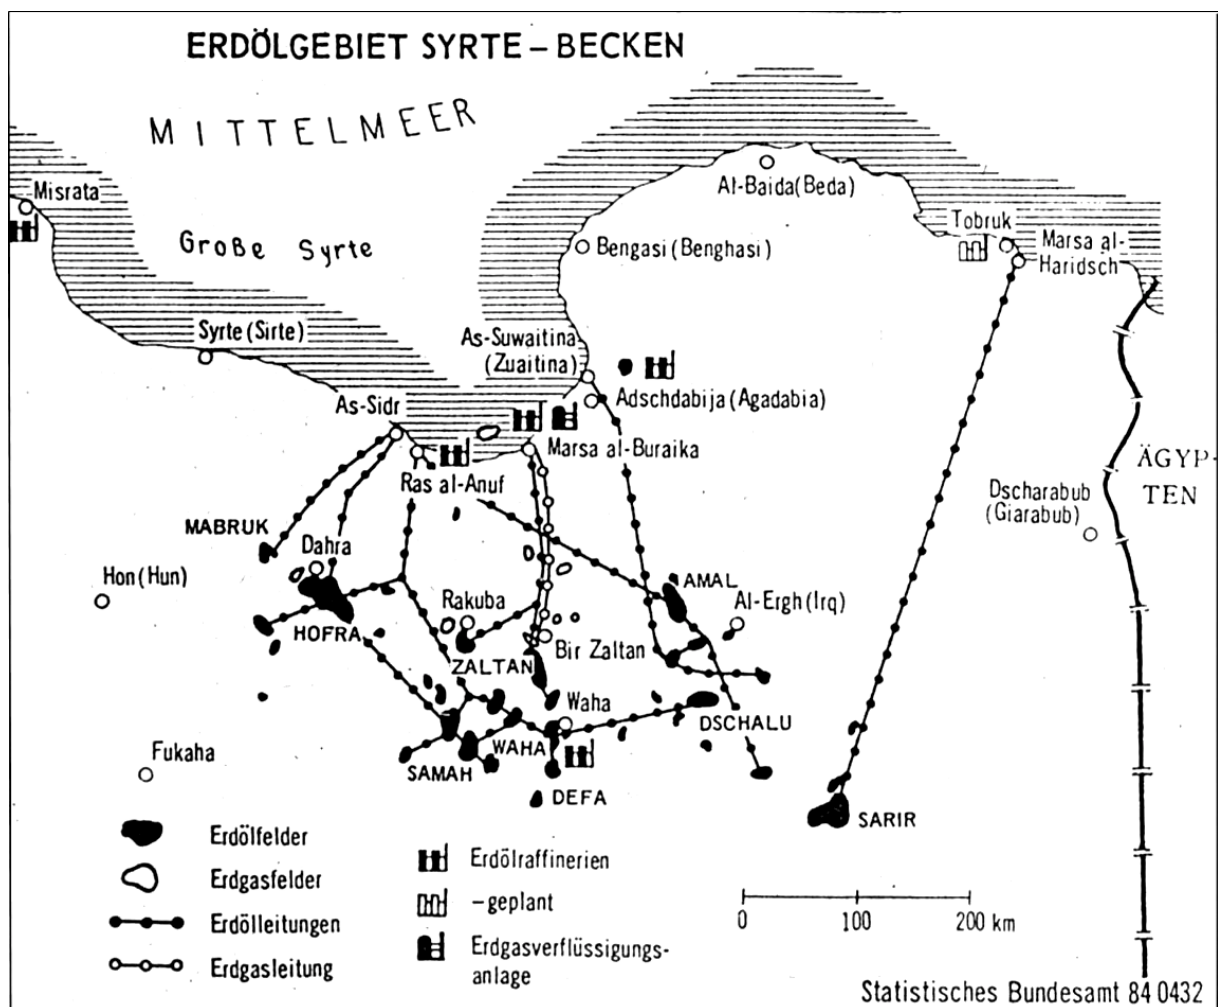 ERDÖLGEBIET SYRTE – BECKEN
MITTELMEER
Misrata
Große Syrte
Syrte (Sirte)
Al-Baida (Beda)
Bengasi (Benghasi)
Tobruk
Marsa al-
Haridsch
As-Suwaitina
(Zuaitina)
Adschdabija (Agadabia)
As-Sidr
Marsa al-Buraika
Ras al-Anuf
ÄGYP-
TEN
Dscharabub
(Giarabub)
MABRUK
Dahra
Hon (Hun)
HOFRA
Rakuba
AMAL
Al-Ergh (Irq)
ZALTAN
Bir Zaltan
Waha
DSCHALU
WAHA
SAMAH
Fukaha
DEFA
SARIR
Erdölfelder
Erdgasfelder
Erdölleitungen
Erdgasleitung
Erdölraffinerien
– geplant
Erdgasverflüssigungs-
anlage
0 100 200 km
Statistisches Bundesamt 84 0432